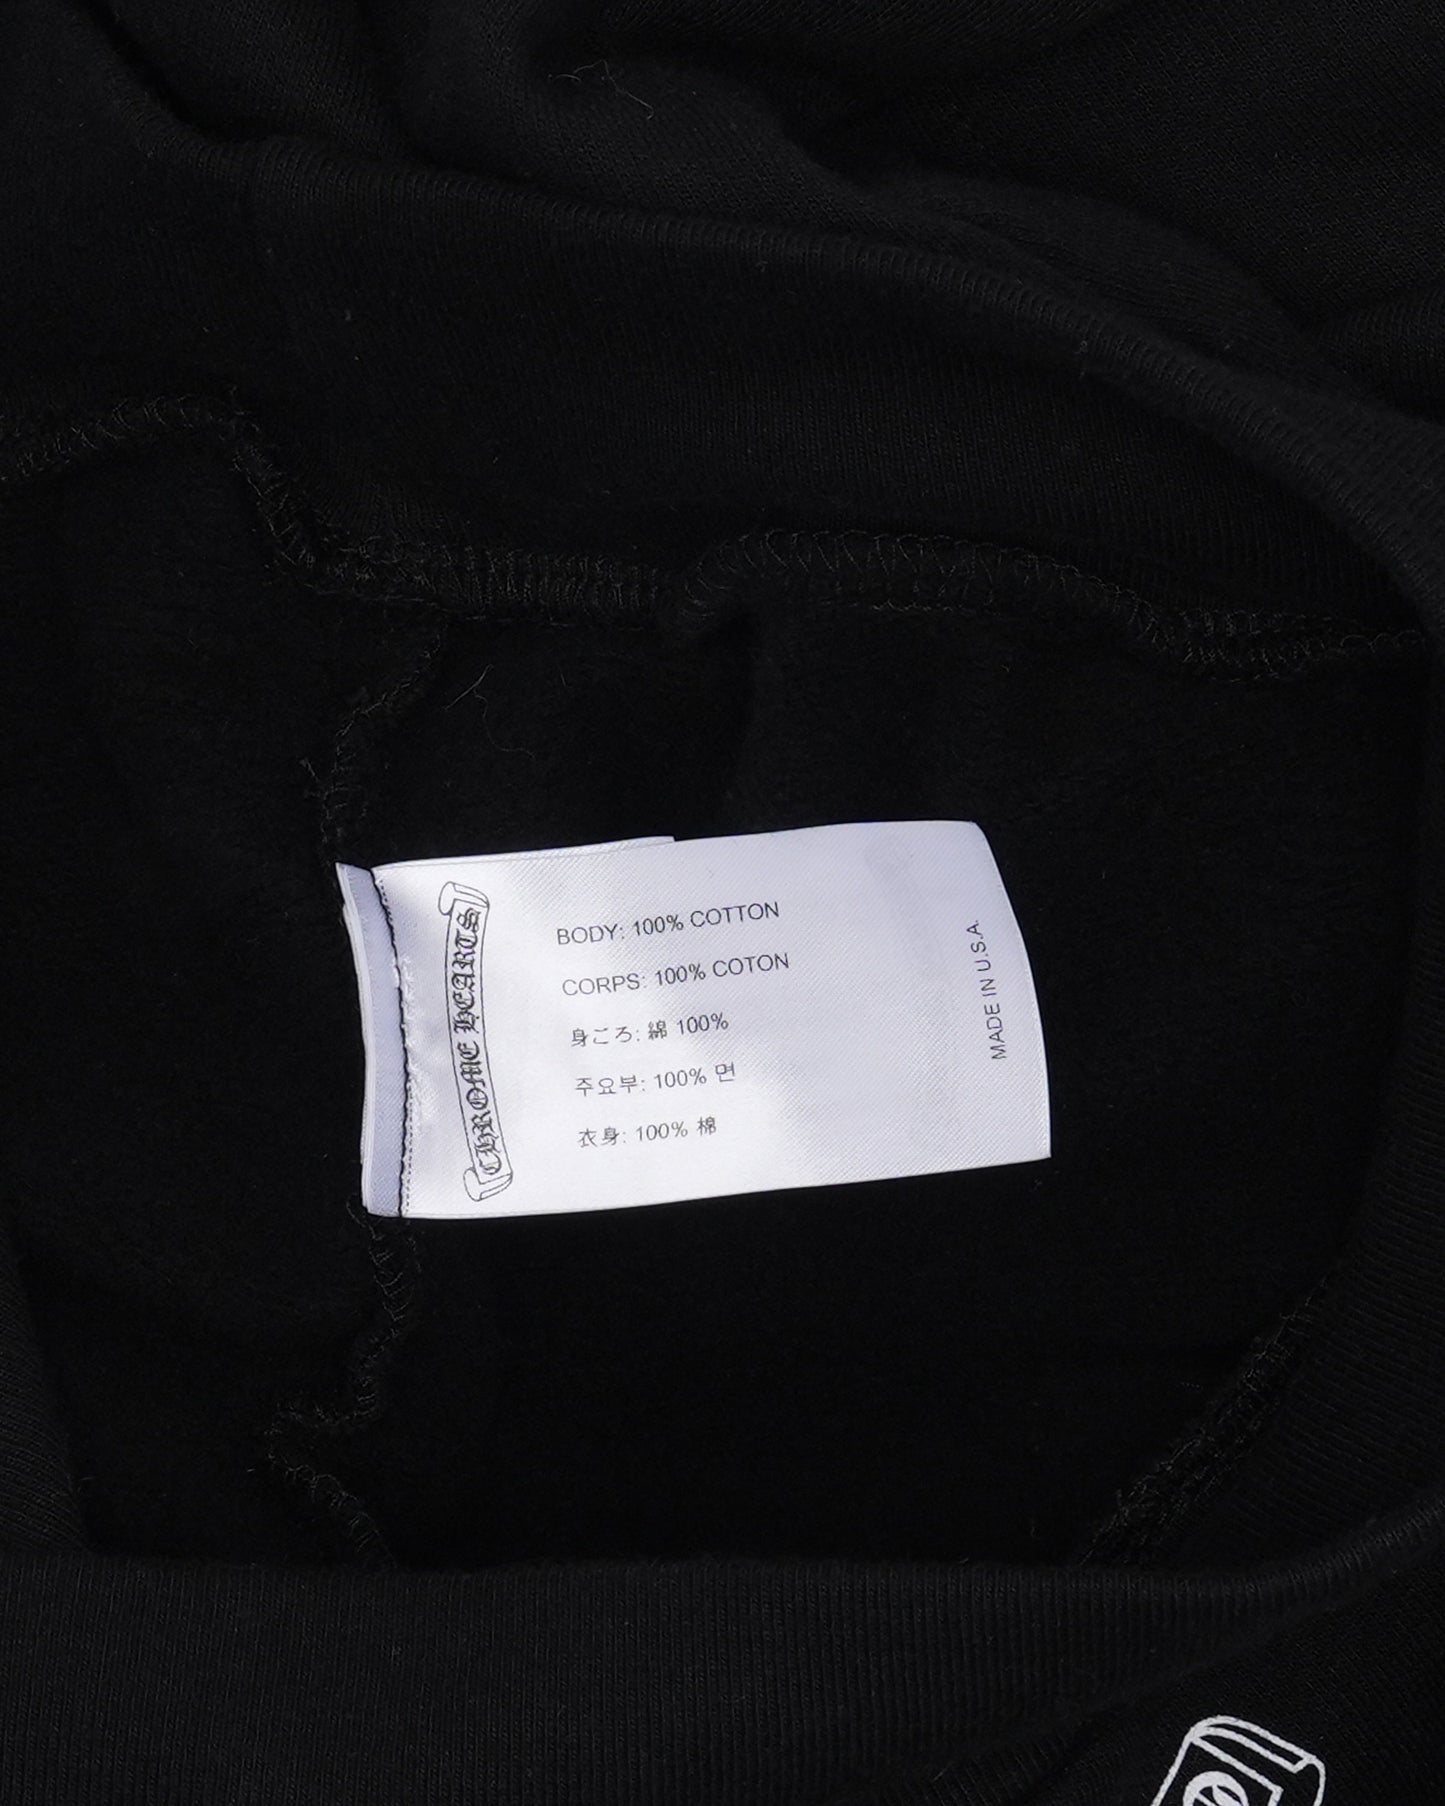 CHROME HEARTS
BODY: 100% COTTON
CORPS: 100% COTON
身ごろ: 綿 100%
주요부: 100% 면
衣身: 100% 棉
MADE IN U.S.A.